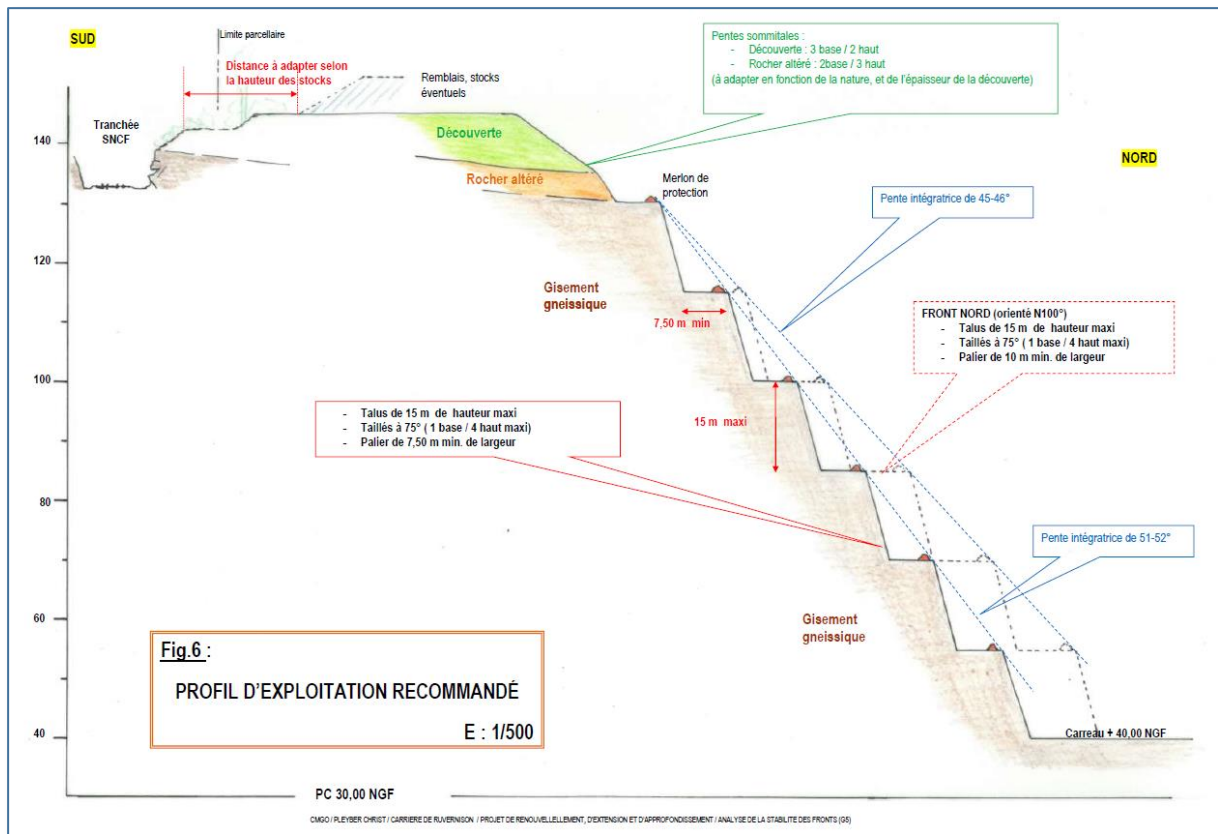 SUD
Limite parcellaire
Distance à adapter selon
la hauteur des stocks
Remblais, stocks
éventuels
Pentes sommitales :
- Découverte : 3 base / 2 haut
- Rocher altéré : 2base / 3 haut
(à adapter en fonction de la nature, et de l'épaisseur de la découverte)
Tranchée
SNCF
140
Découverte
NORD
Rocher altéré
Merlon de
protection
Pente intégratrice de 45-46°
120
Gisement
gneissique
7,50 m min
FRONT NORD (orienté N100°)
- Talus de 15 m de hauteur maxi
- Taillés à 75° ( 1 base / 4 haut maxi)
- Palier de 10 m min. de largeur
100
- Talus de 15 m de hauteur maxi
- Taillés à 75° ( 1 base / 4 haut maxi)
- Palier de 7,50 m min. de largeur
15 m maxi
80
Pente intégratrice de 51-52°
60
Gisement
gneissique
Fig.6 :
PROFIL D'EXPLOITATION RECOMMANDÉ
E : 1/500
40
Carreau + 40,00 NGF
PC 30,00 NGF
CMGO / PLEYBER CHRIST / CARRIERE DE RUVERNISON / PROJET DE RENOUVELLELLEMENT, D'EXTENSION ET D'APPROFONDISSEMENT / ANALYSE DE LA STABILITE DES FRONTS (G5)